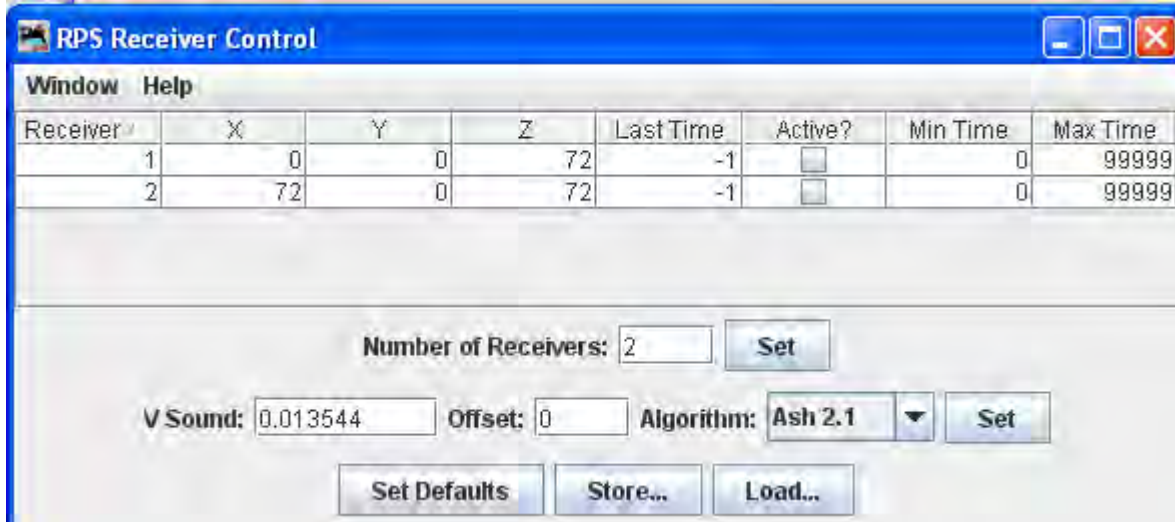 RPS Receiver Control
Window Help
Receiver X Y Z Last Time Active? Min Time Max Time
1 0 0 72 -1 0 99999
2 72 0 72 -1 0 99999
Number of Receivers: 2 Set
V Sound: 0.013544 Offset: 0 Algorithm: Ash 2.1 Set
Set Defaults Store... Load...